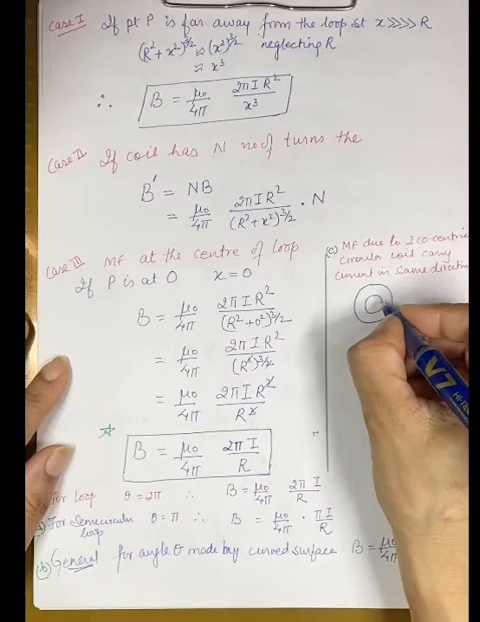 Case I If pt P is far away from the loop st x >>>> R
(R² + x²)^3/2 ≈ (x²)^3/2 neglecting R
≈ x³
∴ B = μ₀/4π 2πIR²/x³
Case II If coil has N no of turns the
B' = NB
= μ₀/4π 2πIR²/(R² + x²)^3/2 . N
Case III MF at the centre of loop
If P is at O x = 0
B = μ₀/4π 2πIR²/(R² + 0²)^3/2
= μ₀/4π 2πIR²/(R²)^3/2
= μ₀/4π 2πIR²/R³
B = μ₀/4π 2πI/R
For loop θ = 2π ∴ B = μ₀/4π 2πI/R
(a) For Semicircular loop θ = π ∴ B = μ₀/4π . πI/R
(b) General for angle θ made by curved surface B = μ₀/4π
(c) MF due to 2 co-centric
circular coil carry
current in same direction
V7
HI-TE